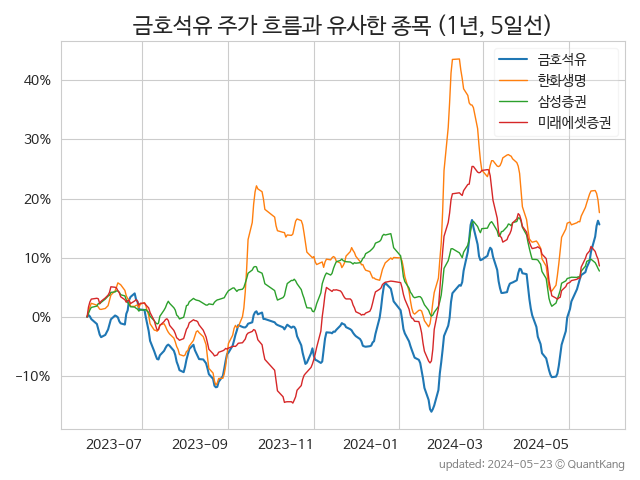 금호석유 주가 흐름과 유사한 종목 (1년, 5일선)
금호석유
한화생명
삼성증권
미래에셋증권
40%
30%
20%
10%
0%
−10%
2023−07
2023−09
2023−11
2024−01
2024−03
2024−05
updated: 2024-05-23 ⓒ QuantKang